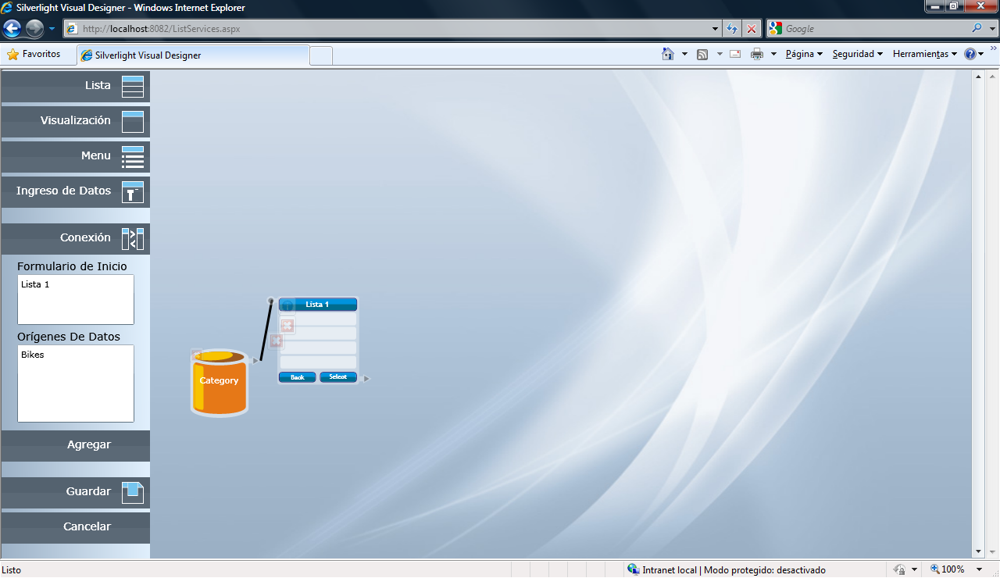 Silverlight Visual Designer - Windows Internet Explorer
http://localhost:8082/ListServices.aspx
Google
Favoritos
Silverlight Visual Designer
Página
Seguridad
Herramientas
Lista
Visualización
Menu
Ingreso de Datos
Conexión
Formulario de Inicio
Lista 1
Orígenes De Datos
Bikes
Agregar
Guardar
Cancelar
Lista 1
Back
Select
Category
Listo
Intranet local | Modo protegido: desactivado
100%